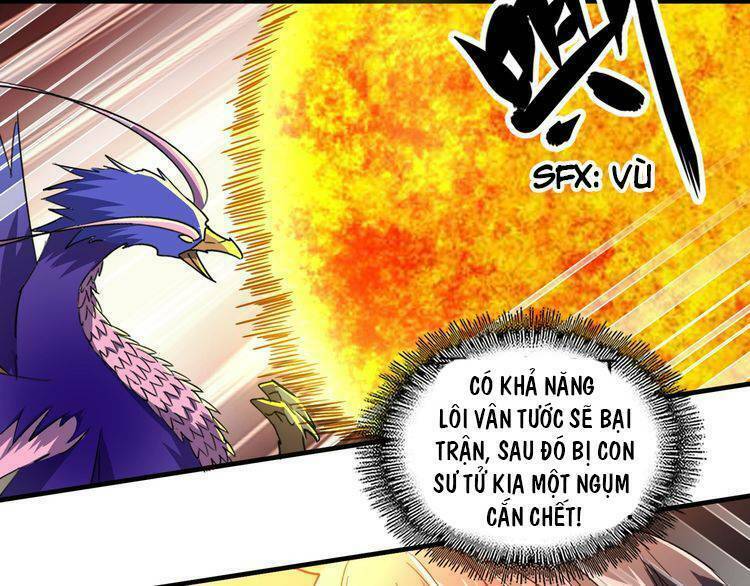 SFX: VÙ
CÓ KHẢ NĂNG
LÔI VÂN TƯỚC SẼ BẠI
TRẬN, SAU ĐÓ BỊ CON
SƯ TỬ KIA MỘT NGỤM
CẮN CHẾT!